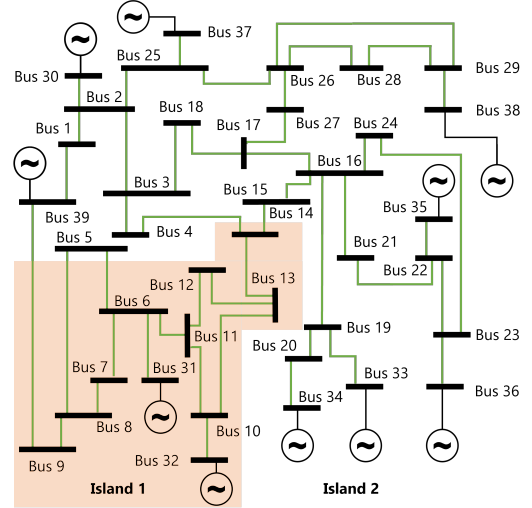 Bus 37
Bus 25
Bus 30
Bus 2
Bus 26
Bus 28
Bus 29
Bus 18
Bus 17
Bus 27
Bus 24
Bus 38
Bus 1
Bus 16
Bus 3
Bus 15
Bus 39
Bus 14
Bus 35
Bus 4
Bus 5
Bus 21
Bus 22
Bus 12
Bus 13
Bus 6
Bus 11
Bus 19
Bus 23
Bus 20
Bus 7
Bus 31
Bus 33
Bus 36
Bus 34
Bus 8
Bus 10
Bus 32
Bus 9
Island 1
Island 2